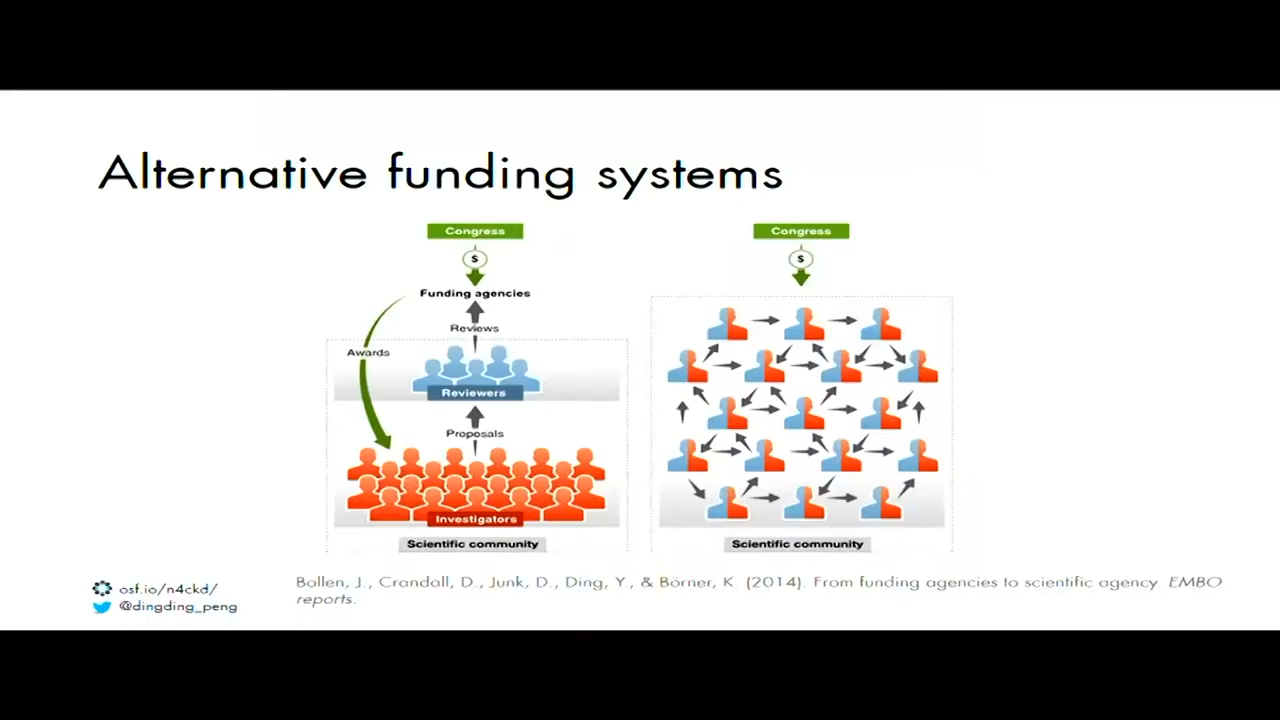 Alternative funding systems
Congress
$
Funding agencies
Reviews
Awards
Reviewers
Proposals
Investigators
Scientific community
Congress
$
Scientific community
osf.io/n4ckd/
@dingding_peng
Bollen, J., Crandall, D., Junk, D., Ding, Y., & Börner, K. (2014). From funding agencies to scientific agency. EMBO
reports.